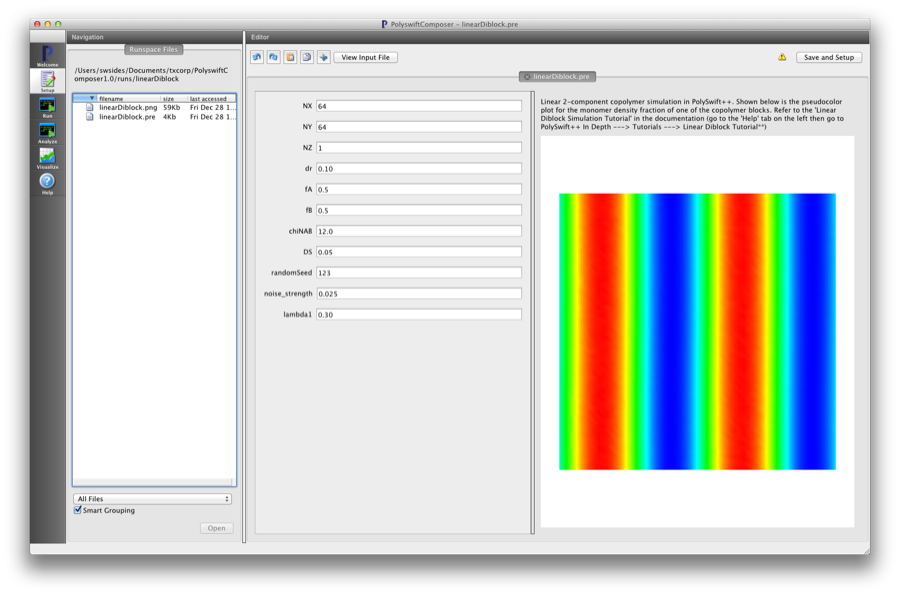 PolyswiftComposer - linearDiblock.pre
Navigation
Editor
Runspace Files
/Users/swsides/Documents/txcorp/PolyswiftC
omposer1.0/runs/linearDiblock
filename size last accessed
linearDiblock.png 59Kb Fri Dec 28 1...
linearDiblock.pre 4Kb Fri Dec 28 1...
All Files
Smart Grouping
Open
Welcome
Setup
Run
Analyze
Visualize
Help
View Input File
Save and Setup
linearDiblock.pre
NX 64
NY 64
NZ 1
dr 0.10
fA 0.5
fB 0.5
chiNAB 12.0
DS 0.05
randomSeed 123
noise_strength 0.025
lambda1 0.30
Linear 2-component copolymer simulation in PolySwift++. Shown below is the pseudocolor
plot for the monomer density fraction of one of the copolymer blocks. Refer to the 'Linear
Diblock Simulation Tutorial' in the documentation (go to the 'Help' tab on the left then go to
PolySwift++ In Depth ---> Tutorials ---> Linear Diblock Tutorial**)